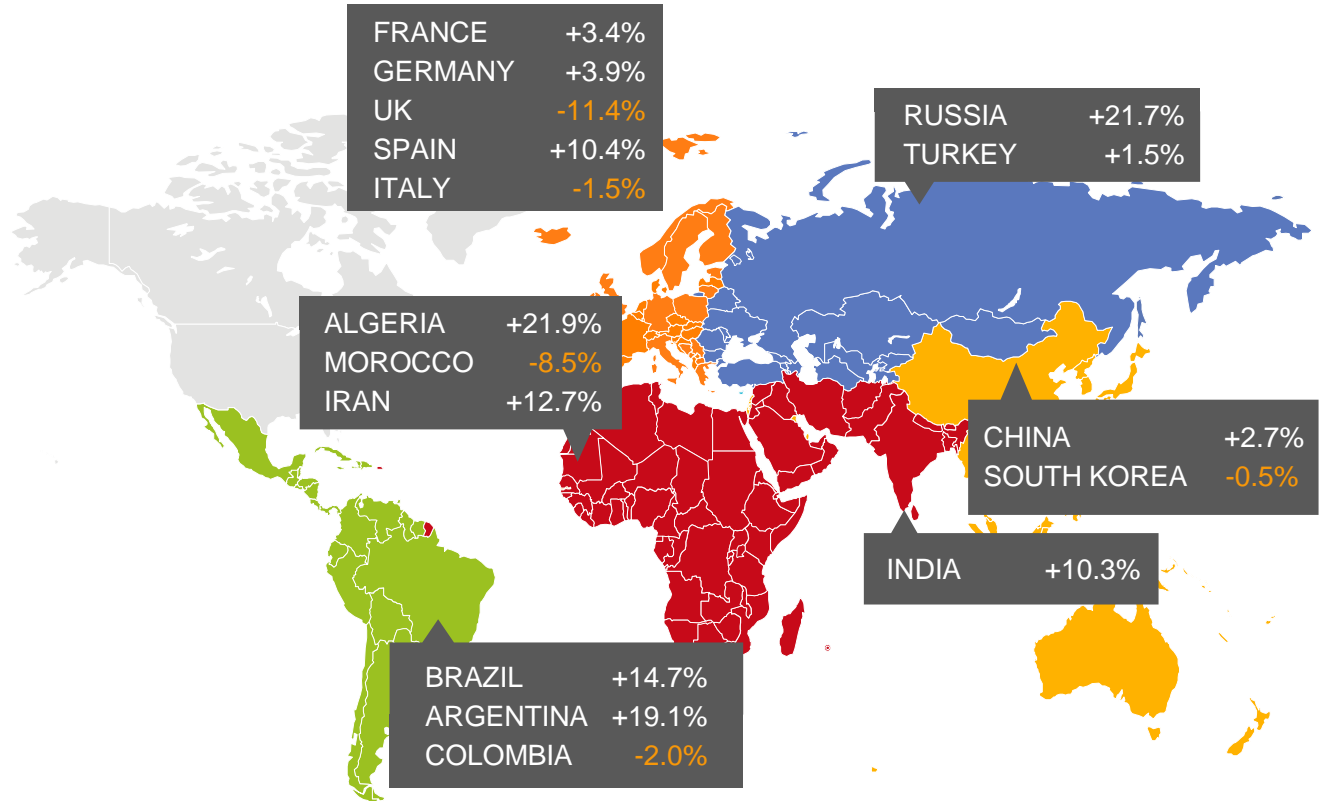 FRANCE +3.4%
GERMANY +3.9%
UK -11.4%
SPAIN +10.4%
ITALY -1.5%
RUSSIA +21.7%
TURKEY +1.5%
ALGERIA +21.9%
MOROCCO -8.5%
IRAN +12.7%
CHINA +2.7%
SOUTH KOREA -0.5%
INDIA +10.3%
BRAZIL +14.7%
ARGENTINA +19.1%
COLOMBIA -2.0%